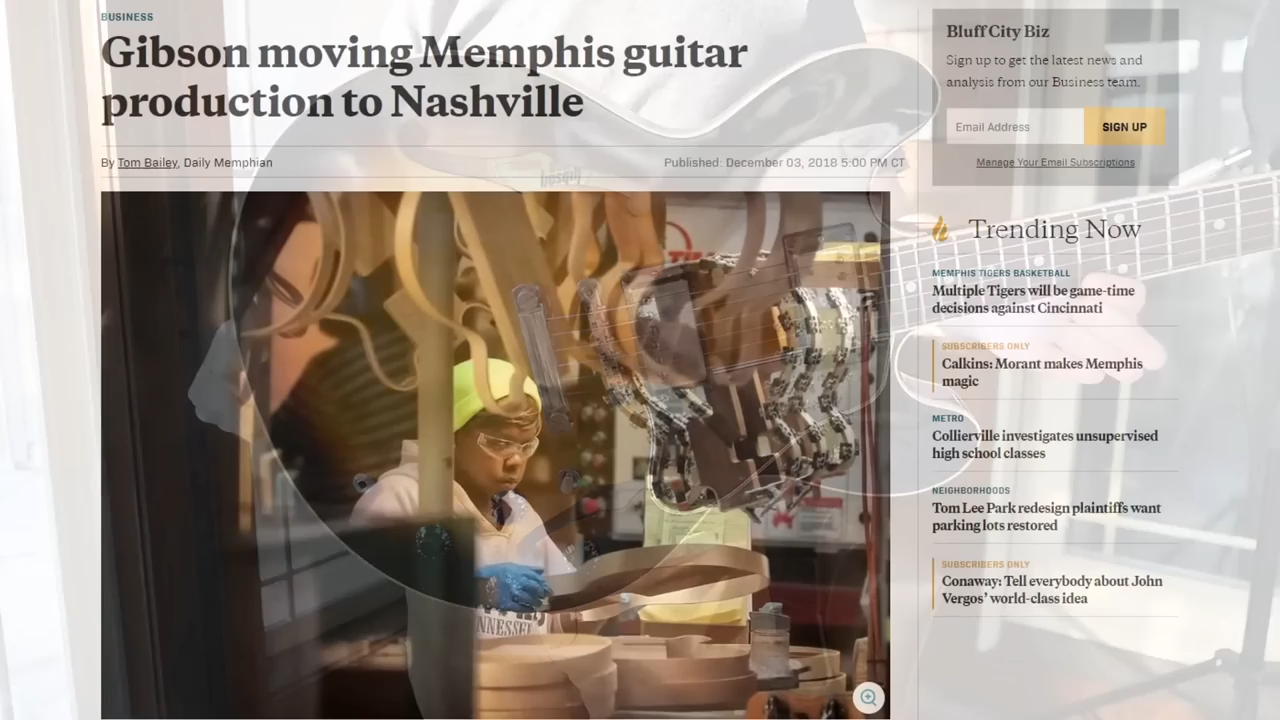 BUSINESS
Gibson moving Memphis guitar
production to Nashville
By Tom Bailey, Daily Memphian
Published: December 03, 2018 5:00 PM CT
Bluff City Biz
Sign up to get the latest news and
analysis from our Business team.
Email Address
SIGN UP
Manage Your Email Subscriptions
Trending Now
MEMPHIS TIGERS BASKETBALL
Multiple Tigers will be game-time
decisions against Cincinnati
SUBSCRIBERS ONLY
Calkins: Morant makes Memphis
magic
METRO
Collierville investigates unsupervised
high school classes
NEIGHBORHOODS
Tom Lee Park redesign plaintiffs want
parking lots restored
SUBSCRIBERS ONLY
Conaway: Tell everybody about John
Vergos' world-class idea